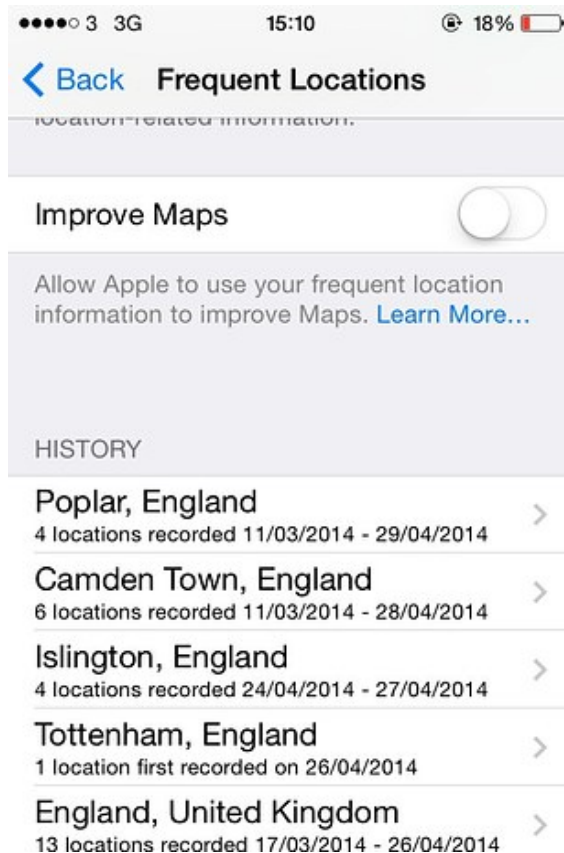 3 3G 15:10 18%
Back Frequent Locations
location-related information.
Improve Maps
Allow Apple to use your frequent location
information to improve Maps. Learn More...
HISTORY
Poplar, England
4 locations recorded 11/03/2014 - 29/04/2014
Camden Town, England
6 locations recorded 11/03/2014 - 28/04/2014
Islington, England
4 locations recorded 24/04/2014 - 27/04/2014
Tottenham, England
1 location first recorded on 26/04/2014
England, United Kingdom
13 locations recorded 17/03/2014 - 26/04/2014